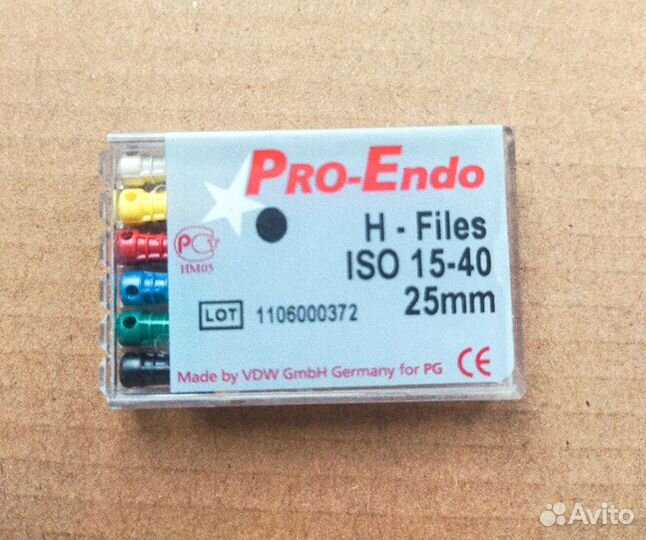 PRO-Endo
H - Files
ISO 15-40
25mm
PC
HM05
LOT 1106000372
Made by VDW GmbH Germany for PG CE
Avito